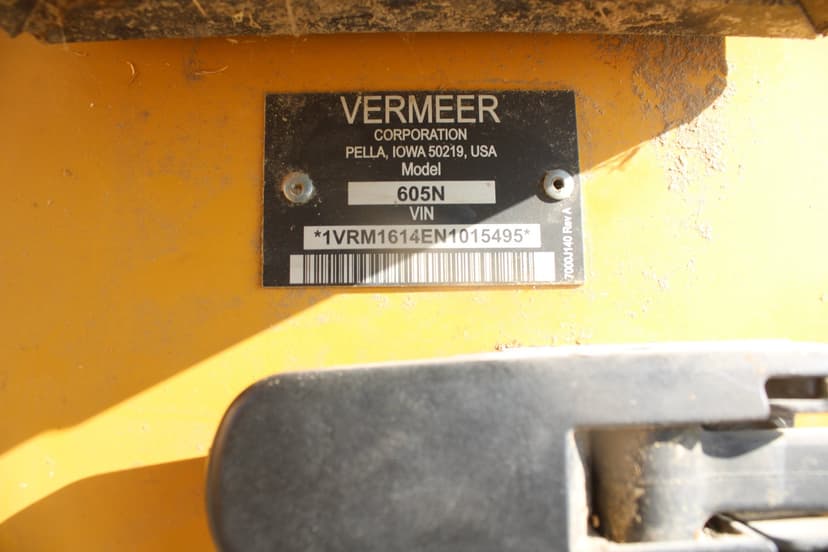 VERMEER
CORPORATION
PELLA, IOWA 50219, USA
Model
605N
VIN
*1VRM1614EN1015495*
7000J140 Rev A